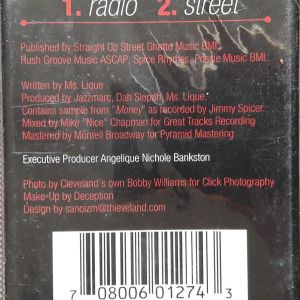 1. radio 2. street
Published by Straight Up Street Ghetto Music BMI,
Rush Groove Music ASCAP, Spice Rhymes, Possie Music BMI.
Written by Ms. Lique
Produced by Jazzmarc, Dah Slopah, Ms. Lique.
Contains sample from "Money" as recorded by Jimmy Spicer.
Mixed by Mike "Nice" Chapman for Great Tracks Recording
Mastered by Montell Broadway for Pyramid Mastering
Executive Producer Angelique Nichole Bankston
Photo by Cleveland's own Bobby Williams for Click Photography
Make-Up by Deception
Design by sanoizm@thieveland.com
7 08006 01274 3